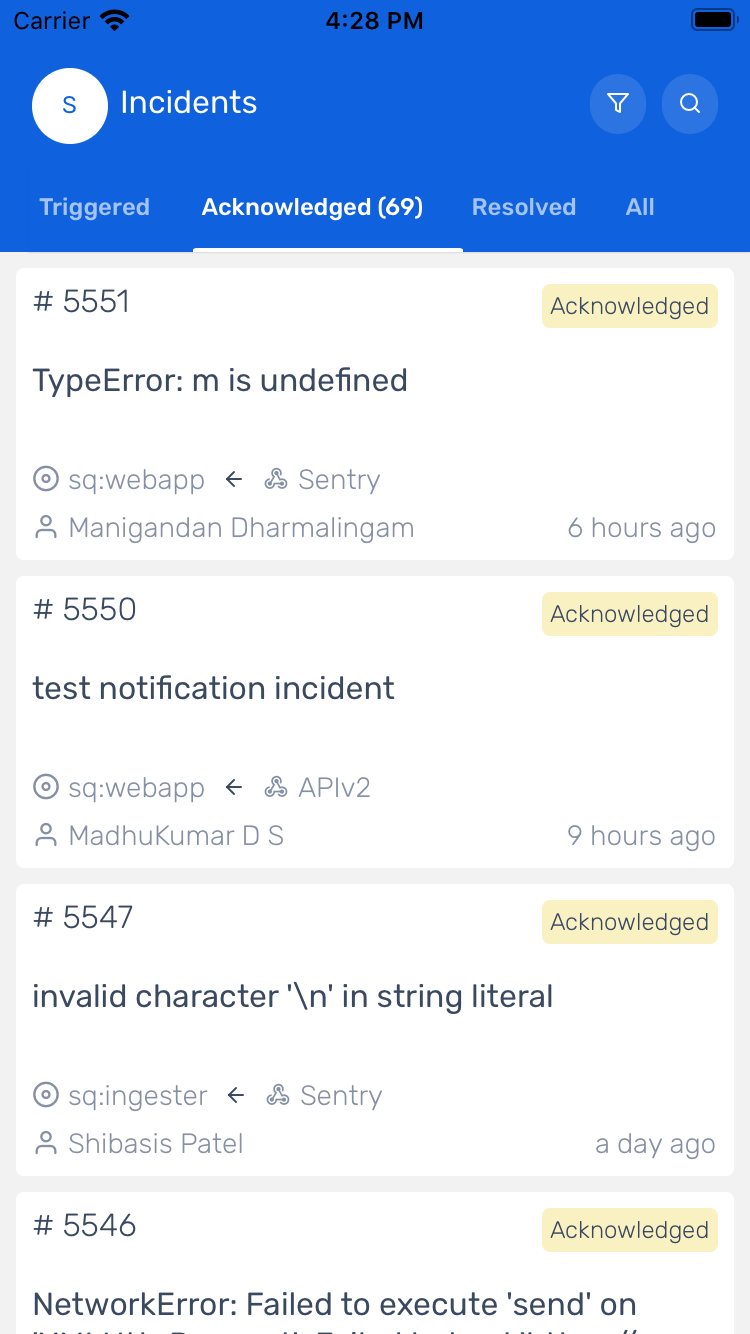 Carrier 4:28 PM
S Incidents
Triggered Acknowledged (69) Resolved All
# 5551 Acknowledged
TypeError: m is undefined
sq:webapp ← Sentry
Manigandan Dharmalingam 6 hours ago
# 5550 Acknowledged
test notification incident
sq:webapp ← APIv2
MadhuKumar D S 9 hours ago
# 5547 Acknowledged
invalid character '\n' in string literal
sq:ingester ← Sentry
Shibasis Patel a day ago
# 5546 Acknowledged
NetworkError: Failed to execute 'send' on